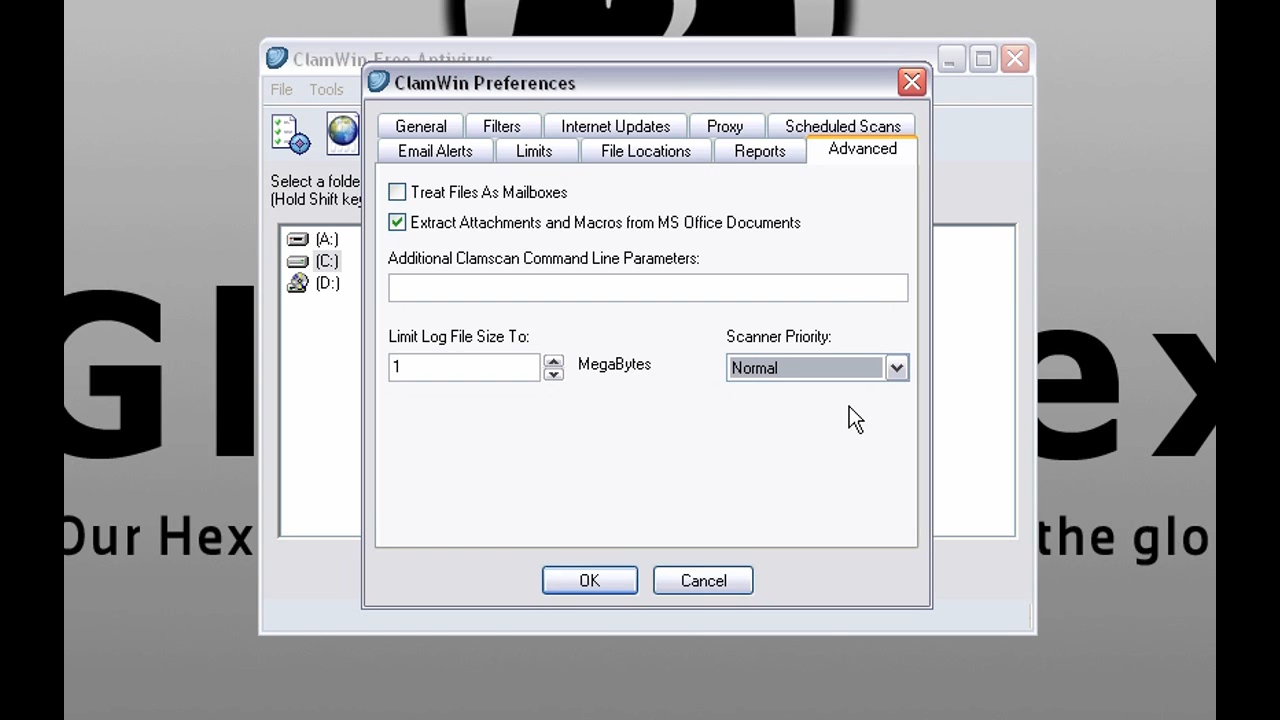 ClamWin Free Antivirus
ClamWin Preferences
File Tools
General Filters Internet Updates Proxy Scheduled Scans
Email Alerts Limits File Locations Reports Advanced
Select a folde
(Hold Shift key
Treat Files As Mailboxes
Extract Attachments and Macros from MS Office Documents
(A:)
(C:)
(D:)
Additional Clamscan Command Line Parameters:
Limit Log File Size To:
Scanner Priority:
1
MegaBytes
Normal
OK Cancel
Gl ex
Our Hex the glo